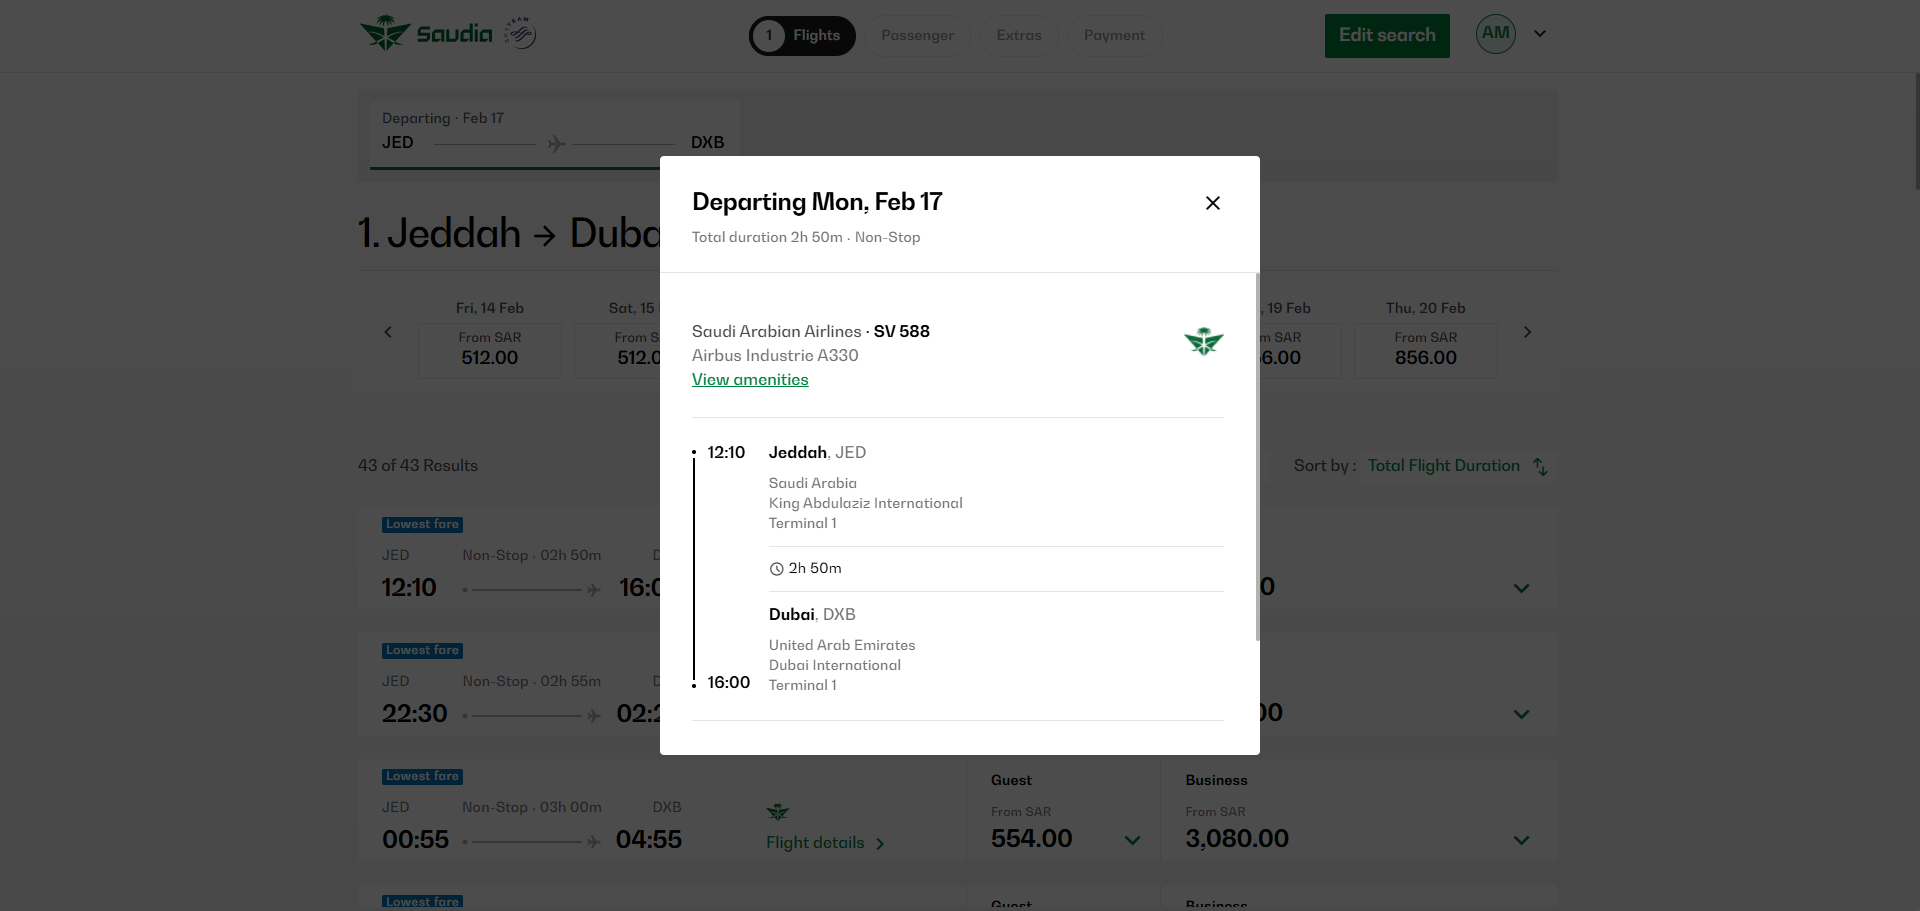 Saudia
SKYTEAM
1 Flights
Passenger
Extras
Payment
Edit search
AM
Departing · Feb 17
JED
DXB
1. Jeddah → Duba
Fri, 14 Feb
From SAR
512.00
Sat, 15
From S
512.0
19 Feb
SAR
6.00
Thu, 20 Feb
From SAR
856.00
43 of 43 Results
Sort by : Total Flight Duration
Departing Mon, Feb 17
Total duration 2h 50m · Non-Stop
Saudi Arabian Airlines · SV 588
Airbus Industrie A330
View amenities
12:10 Jeddah, JED
Saudi Arabia
King Abdulaziz International
Terminal 1
2h 50m
Dubai, DXB
United Arab Emirates
Dubai International
16:00 Terminal 1
Lowest fare
JED Non-Stop · 02h 50m
12:10 16:0
0
Lowest fare
JED Non-Stop · 02h 55m
22:30 02:2
00
Lowest fare
JED Non-Stop · 03h 00m DXB
00:55 04:55
Flight details
Guest
From SAR
554.00
Business
From SAR
3,080.00
Lowest fare
Guest
Business